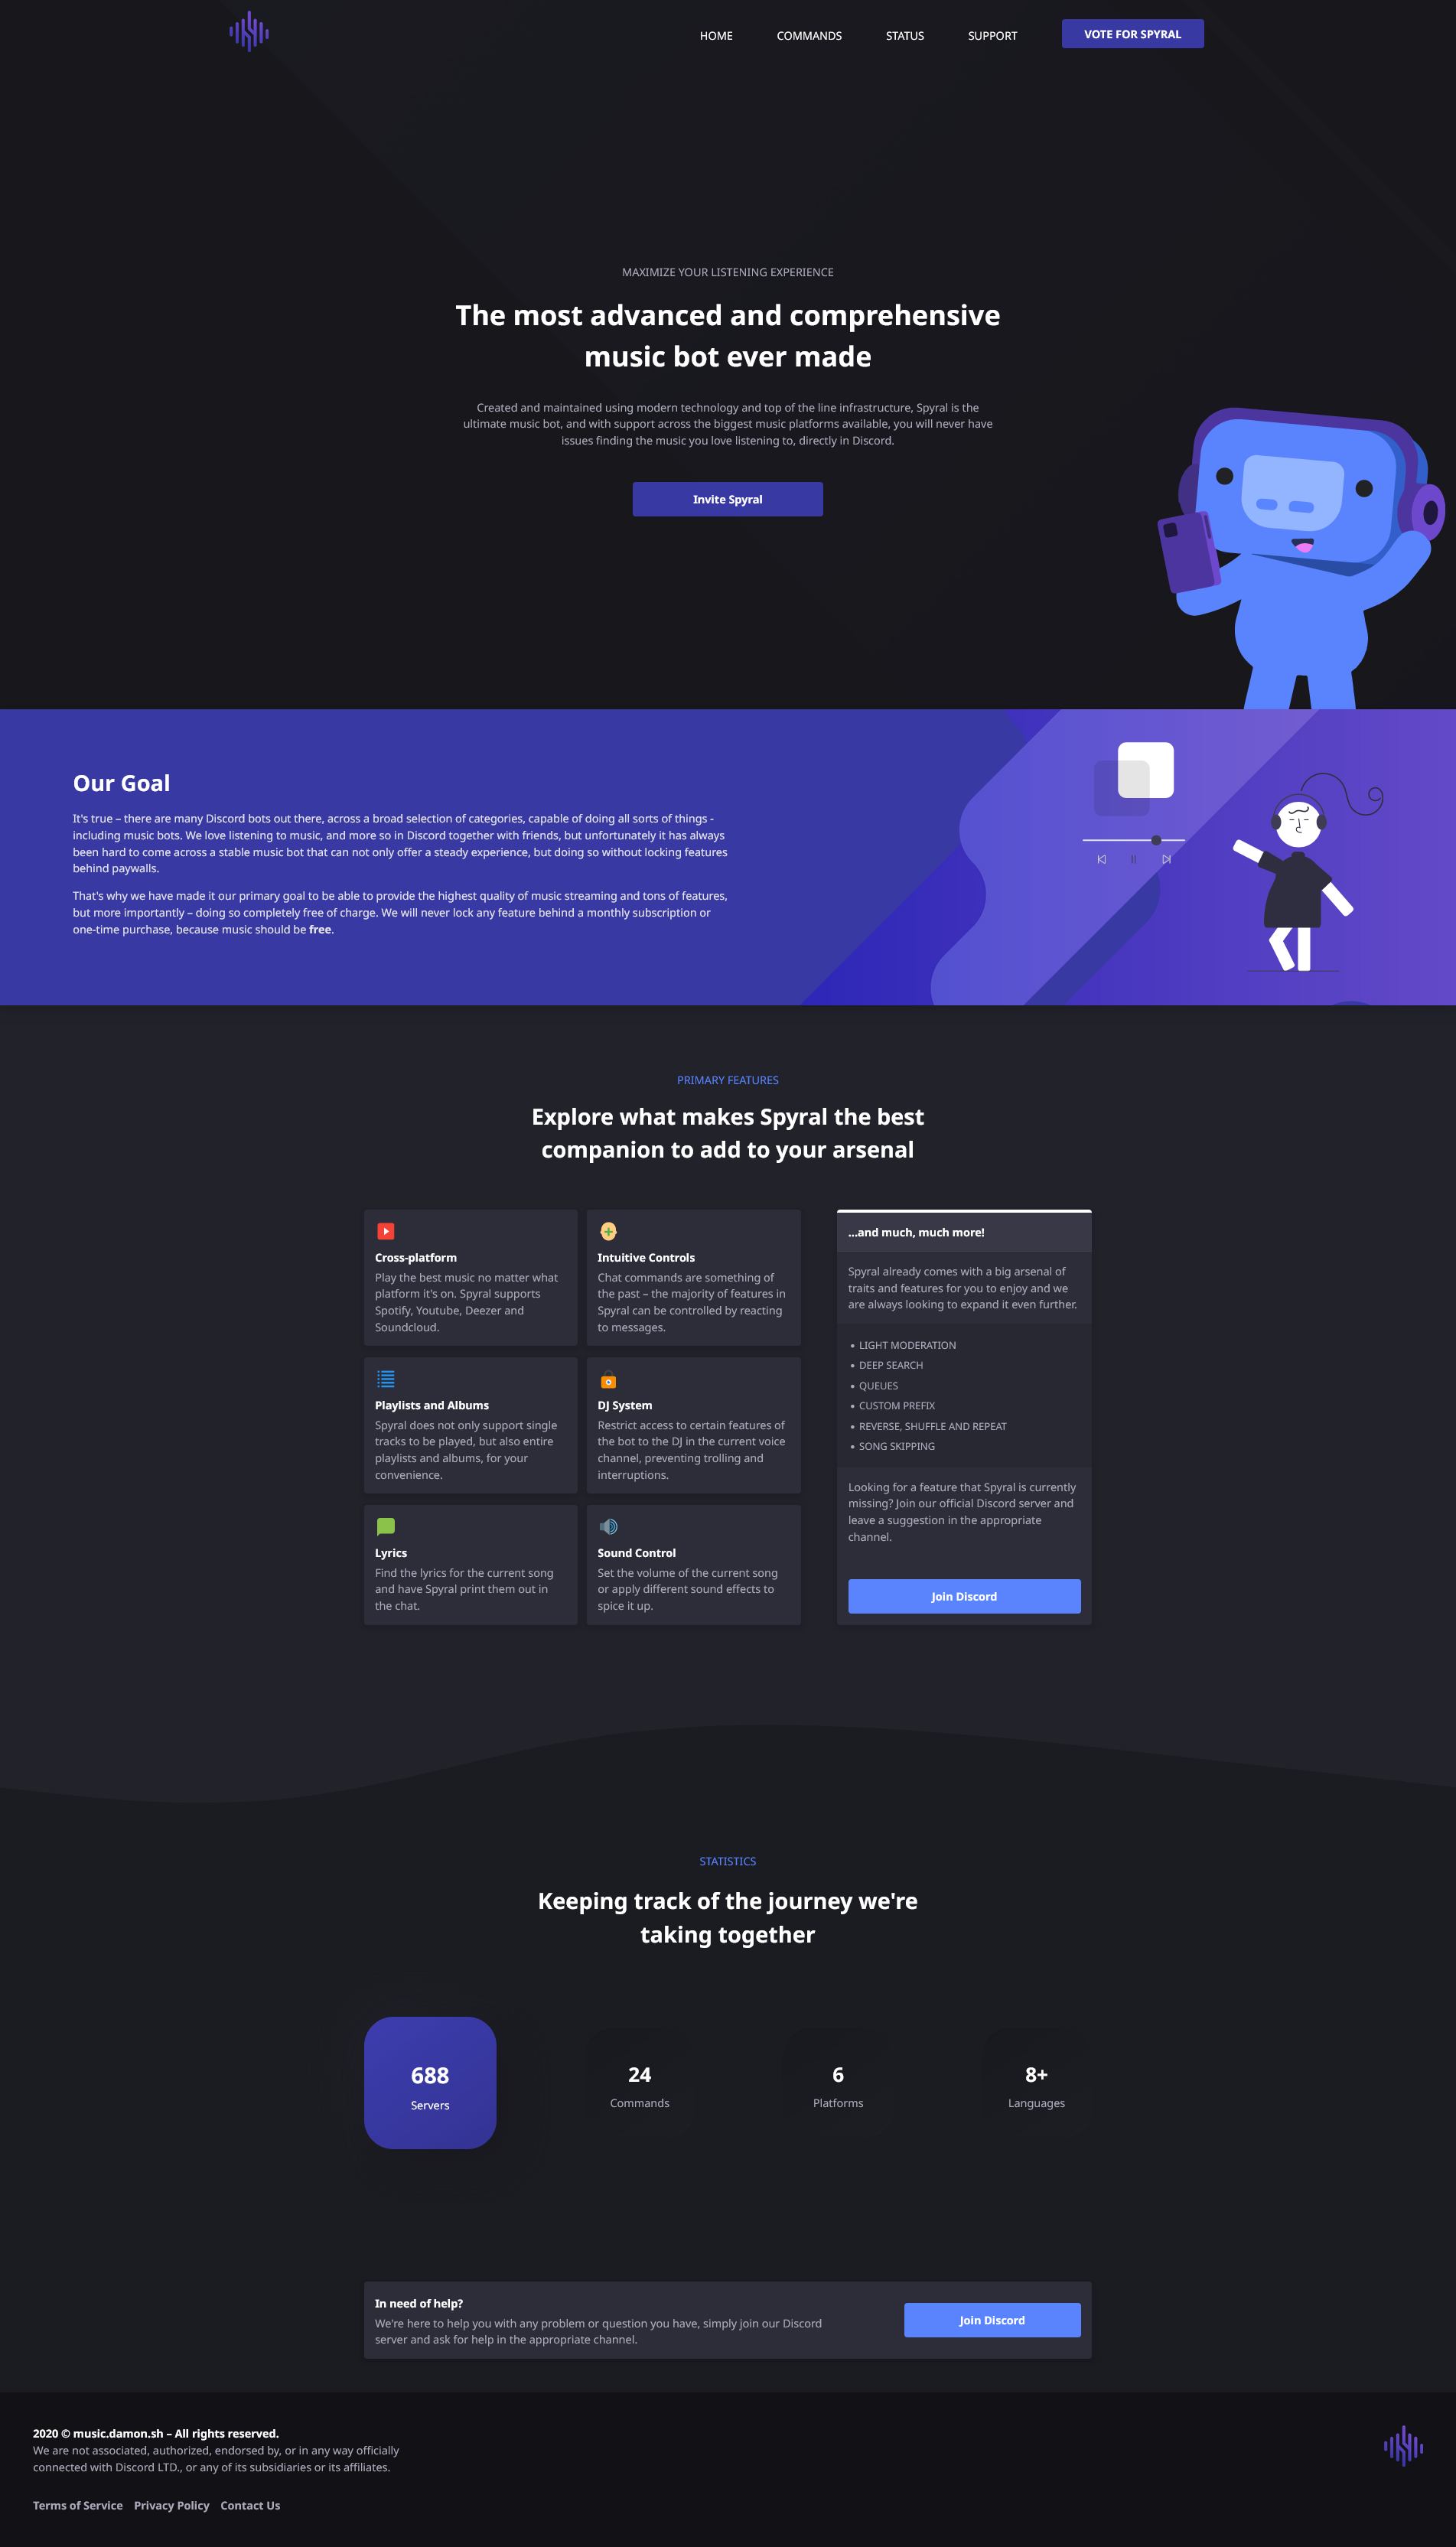 HOME
COMMANDS
STATUS
SUPPORT
VOTE FOR SPYRAL
MAXIMIZE YOUR LISTENING EXPERIENCE
The most advanced and comprehensive
music bot ever made
Created and maintained using modern technology and top of the line infrastructure, Spyral is the
ultimate music bot, and with support across the biggest music platforms available, you will never have
issues finding the music you love listening to, directly in Discord.
Invite Spyral
Our Goal
It's true – there are many Discord bots out there, across a broad selection of categories, capable of doing all sorts of things -
including music bots. We love listening to music, and more so in Discord together with friends, but unfortunately it has always
been hard to come across a stable music bot that can not only offer a steady experience, but doing so without locking features
behind paywalls.
That's why we have made it our primary goal to be able to provide the highest quality of music streaming and tons of features,
but more importantly – doing so completely free of charge. We will never lock any feature behind a monthly subscription or
one-time purchase, because music should be free.
PRIMARY FEATURES
Explore what makes Spyral the best
companion to add to your arsenal
Cross-platform
Play the best music no matter what
platform it's on. Spyral supports
Spotify, Youtube, Deezer and
Soundcloud.
Intuitive Controls
Chat commands are something of
the past – the majority of features in
Spyral can be controlled by reacting
to messages.
Playlists and Albums
Spyral does not only support single
tracks to be played, but also entire
playlists and albums, for your
convenience.
DJ System
Restrict access to certain features of
the bot to the DJ in the current voice
channel, preventing trolling and
interruptions.
Lyrics
Find the lyrics for the current song
and have Spyral print them out in
the chat.
Sound Control
Set the volume of the current song
or apply different sound effects to
spice it up.
...and much, much more!
Spyral already comes with a big arsenal of
traits and features for you to enjoy and we
are always looking to expand it even further.
• LIGHT MODERATION
• DEEP SEARCH
• QUEUES
• CUSTOM PREFIX
• REVERSE, SHUFFLE AND REPEAT
• SONG SKIPPING
Looking for a feature that Spyral is currently
missing? Join our official Discord server and
leave a suggestion in the appropriate
channel.
Join Discord
STATISTICS
Keeping track of the journey we're
taking together
688
Servers
24
Commands
6
Platforms
8+
Languages
In need of help?
We're here to help you with any problem or question you have, simply join our Discord
server and ask for help in the appropriate channel.
Join Discord
2020 © music.damon.sh – All rights reserved.
We are not associated, authorized, endorsed by, or in any way officially
connected with Discord LTD., or any of its subsidiaries or its affiliates.
Terms of Service Privacy Policy Contact Us